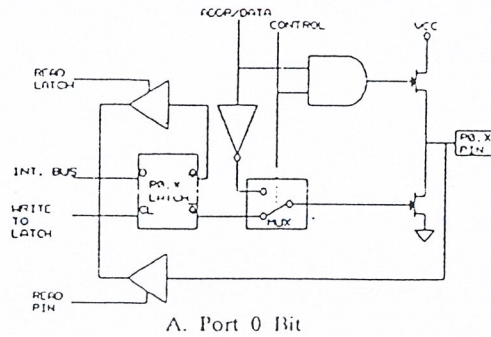 ADDR/DATA
CONTROL
VCC
READ
LATCH
P0.X
PIN
INT. BUS
D Q
P0.X
LATCH
WRITE
TO
LATCH
CL Q
MUX
READ
PIN
A. Port 0 Bit